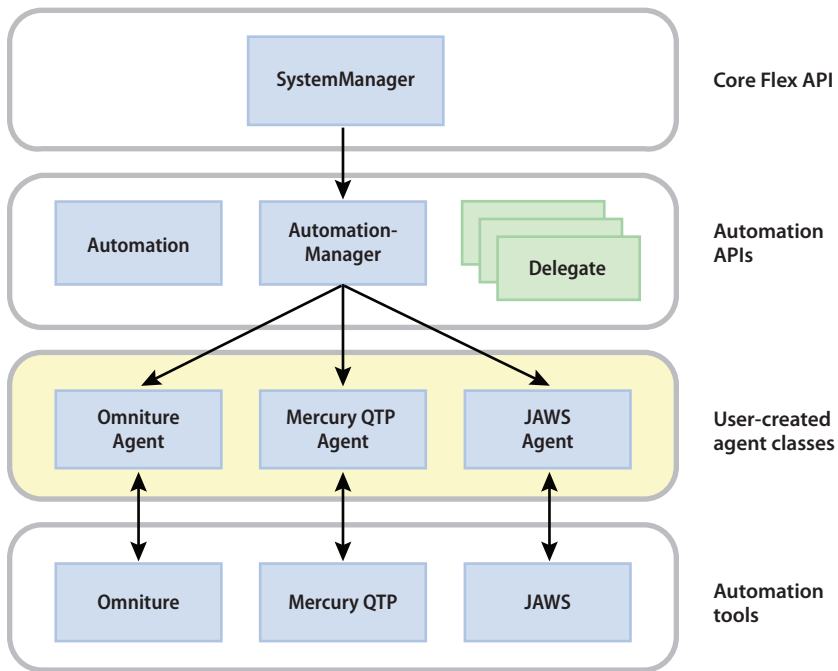 SystemManager
Core Flex API
Automation
Automation-
Manager
Delegate
Automation
APIs
Omniture
Agent
Mercury QTP
Agent
JAWS
Agent
User-created
agent classes
Omniture
Mercury QTP
JAWS
Automation
tools